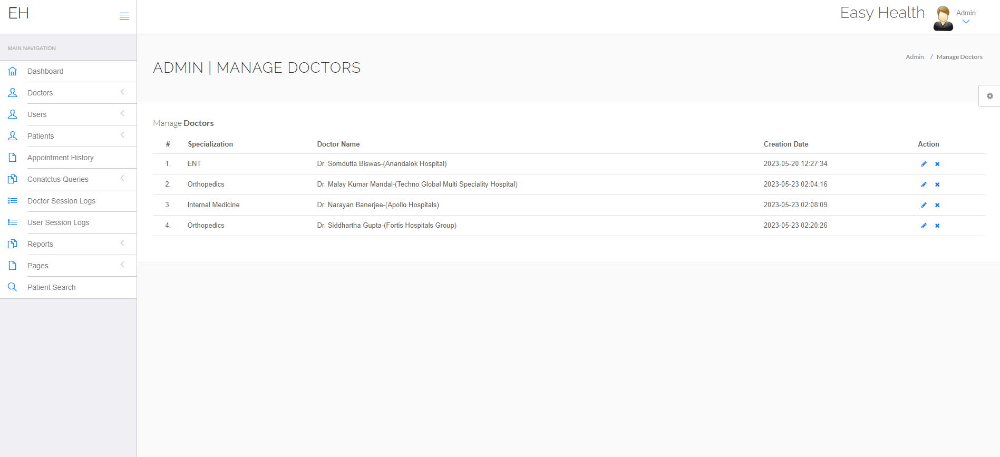 EH
Easy Health
Admin
MAIN NAVIGATION
Dashboard
Doctors
Users
Patients
Appointment History
Conatctus Queries
Doctor Session Logs
User Session Logs
Reports
Pages
Patient Search
ADMIN | MANAGE DOCTORS
Admin / Manage Doctors
Manage Doctors
# Specialization Doctor Name Creation Date Action
1. ENT Dr. Somdutta Biswas-(Anandalok Hospital) 2023-05-20 12:27:34
2. Orthopedics Dr. Malay Kumar Mandal-(Techno Global Multi Speciality Hospital) 2023-05-23 02:04:16
3. Internal Medicine Dr. Narayan Banerjee-(Apollo Hospitals) 2023-05-23 02:08:09
4. Orthopedics Dr. Siddhartha Gupta-(Fortis Hospitals Group) 2023-05-23 02:20:26